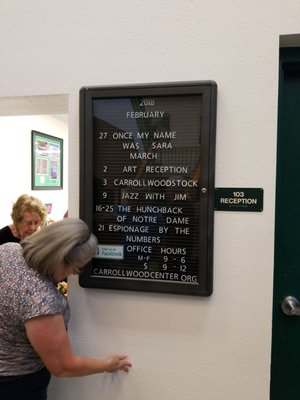 2018
FEBRUARY
27 ONCE MY NAME
WAS SARA
MARCH
2 ART RECEPTION
3 CARROLLWOODSTOCK
9 JAZZ WITH JIM
16-25 THE HUNCHBACK
OF NOTRE DAME
21 ESPIONAGE BY THE
NUMBERS
OFFICE HOURS
M-F 9-6
S 9-12
Facebook
CARROLLWOODCENTER.ORG
103
RECEPTION